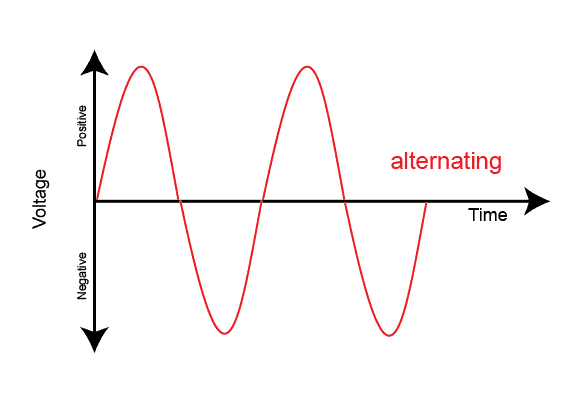 Positive
alternating
Voltage
Time
Negative